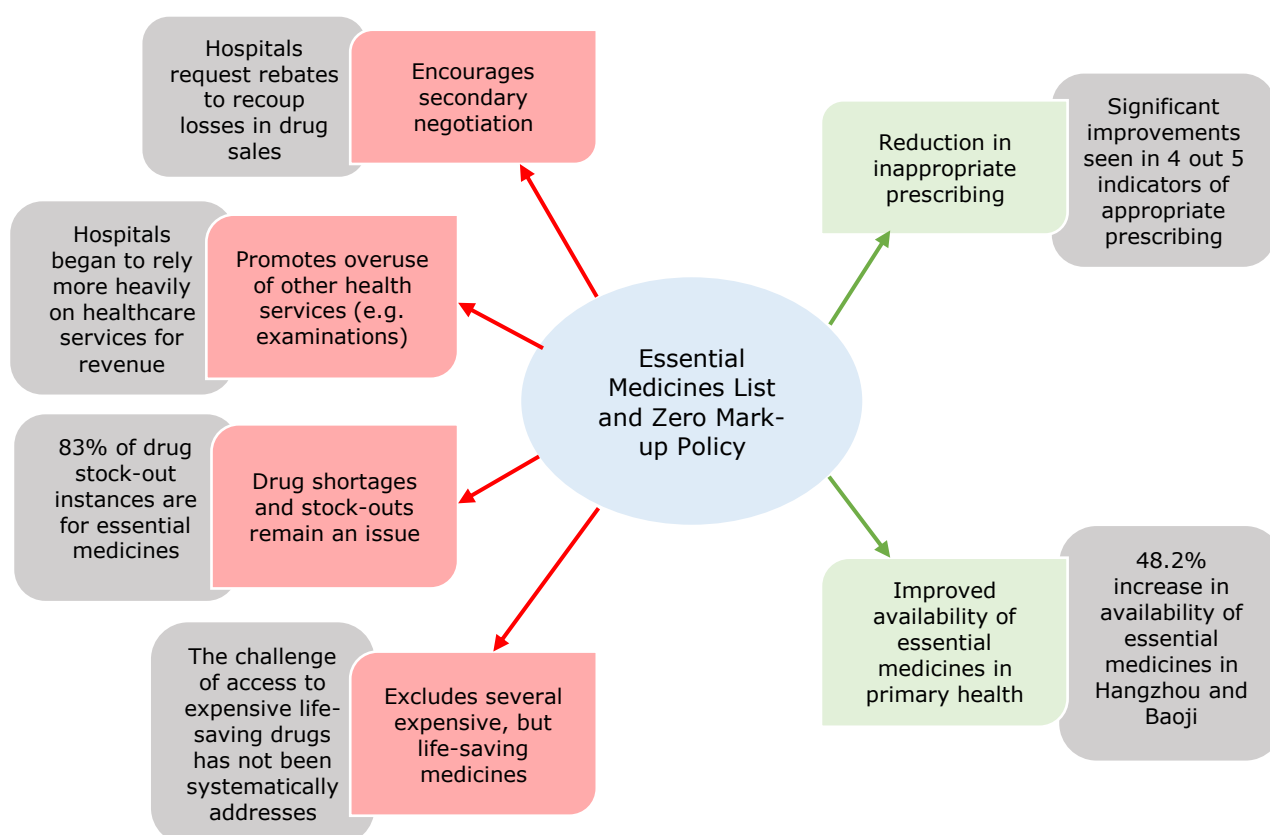 Hospitals
request rebates
to recoup
losses in drug
sales
Encourages
secondary
negotiation
Hospitals
began to rely
more heavily
on healthcare
services for
revenue
Promotes overuse
of other health
services (e.g.
examinations)
83% of drug
stock-out
instances are
for essential
medicines
Drug shortages
and stock-outs
remain an issue
The challenge
of access to
expensive life-
saving drugs
has not been
systematically
addresses
Excludes several
expensive, but
life-saving
medicines
Essential
Medicines List
and Zero Mark-
up Policy
Reduction in
inappropriate
prescribing
Significant
improvements
seen in 4 out 5
indicators of
appropriate
prescribing
Improved
availability of
essential
medicines in
primary health
48.2%
increase in
availability of
essential
medicines in
Hangzhou and
Baoji